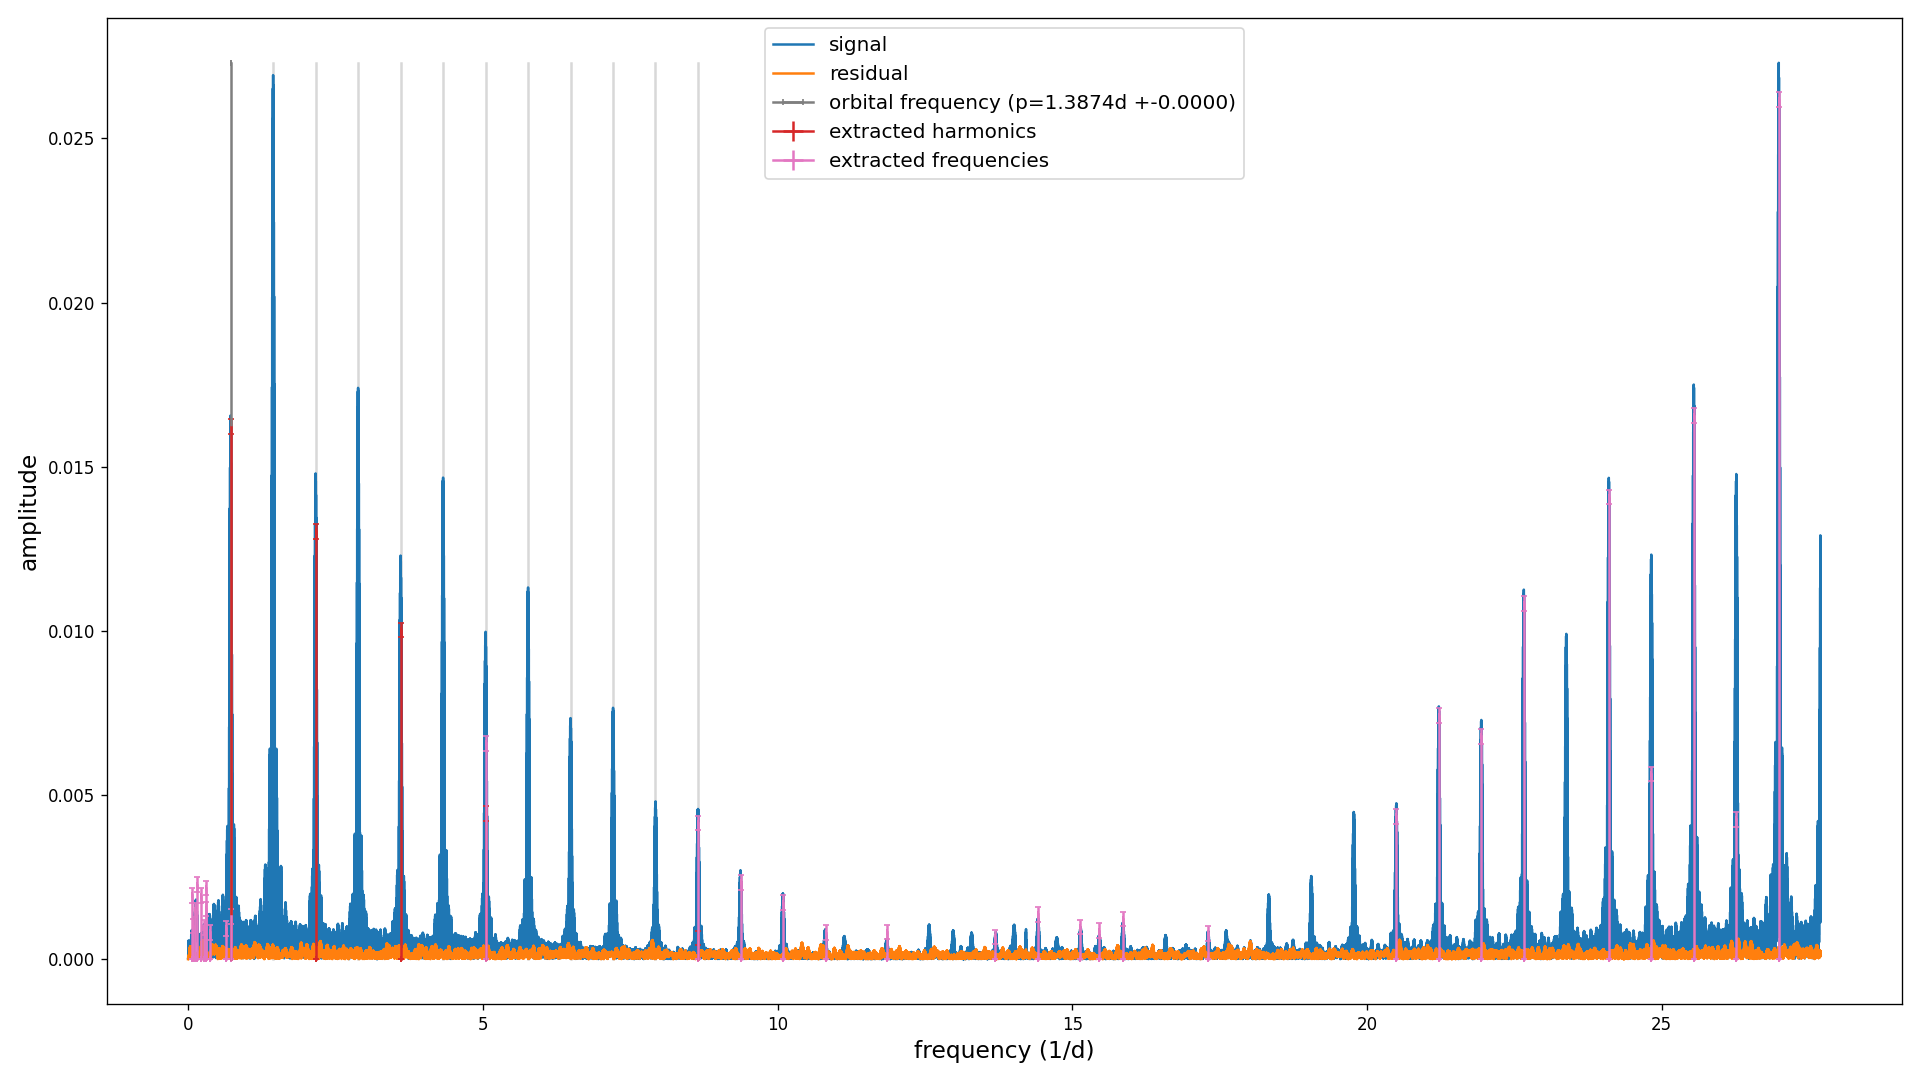 signal
residual
orbital frequency (p=1.3874d +-0.0000)
extracted harmonics
extracted frequencies
amplitude
0.025
0.020
0.015
0.010
0.005
0.000
0 5 10 15 20 25
frequency (1/d)